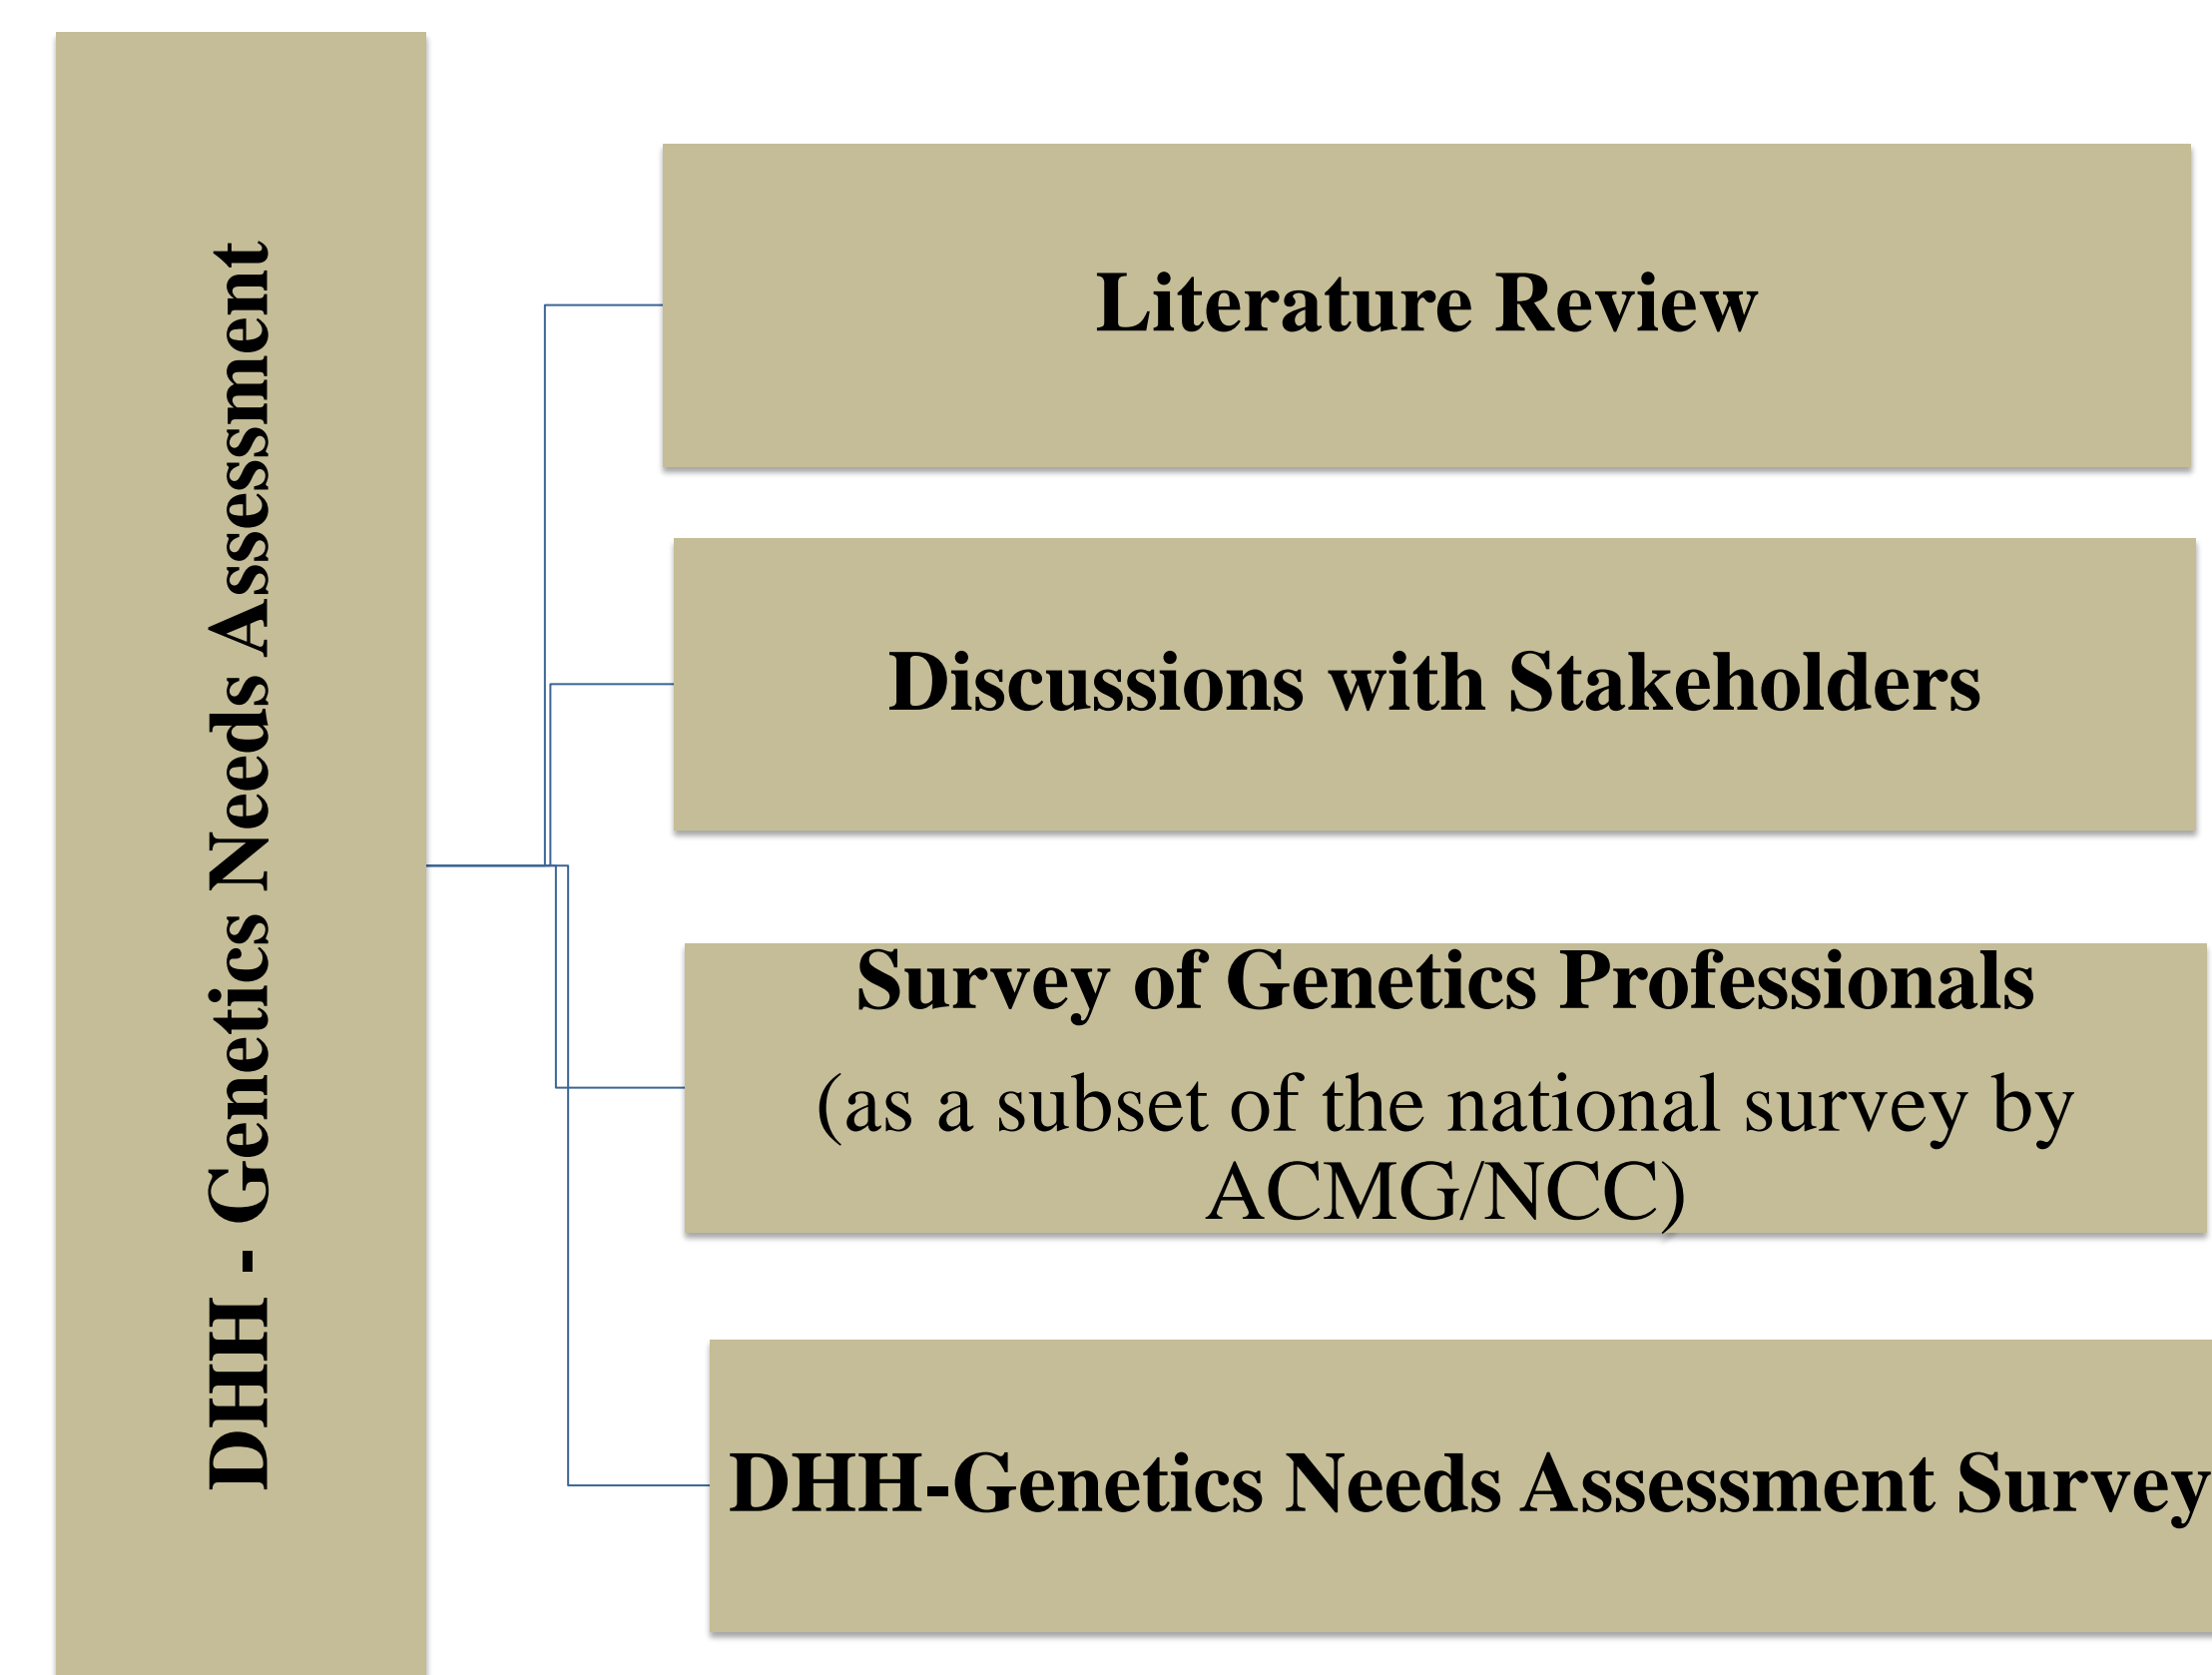 DHH - Genetics Needs Assessment
Literature Review
Discussions with Stakeholders
Survey of Genetics Professionals
(as a subset of the national survey by
ACMG/NCC)
DHH-Genetics Needs Assessment Survey